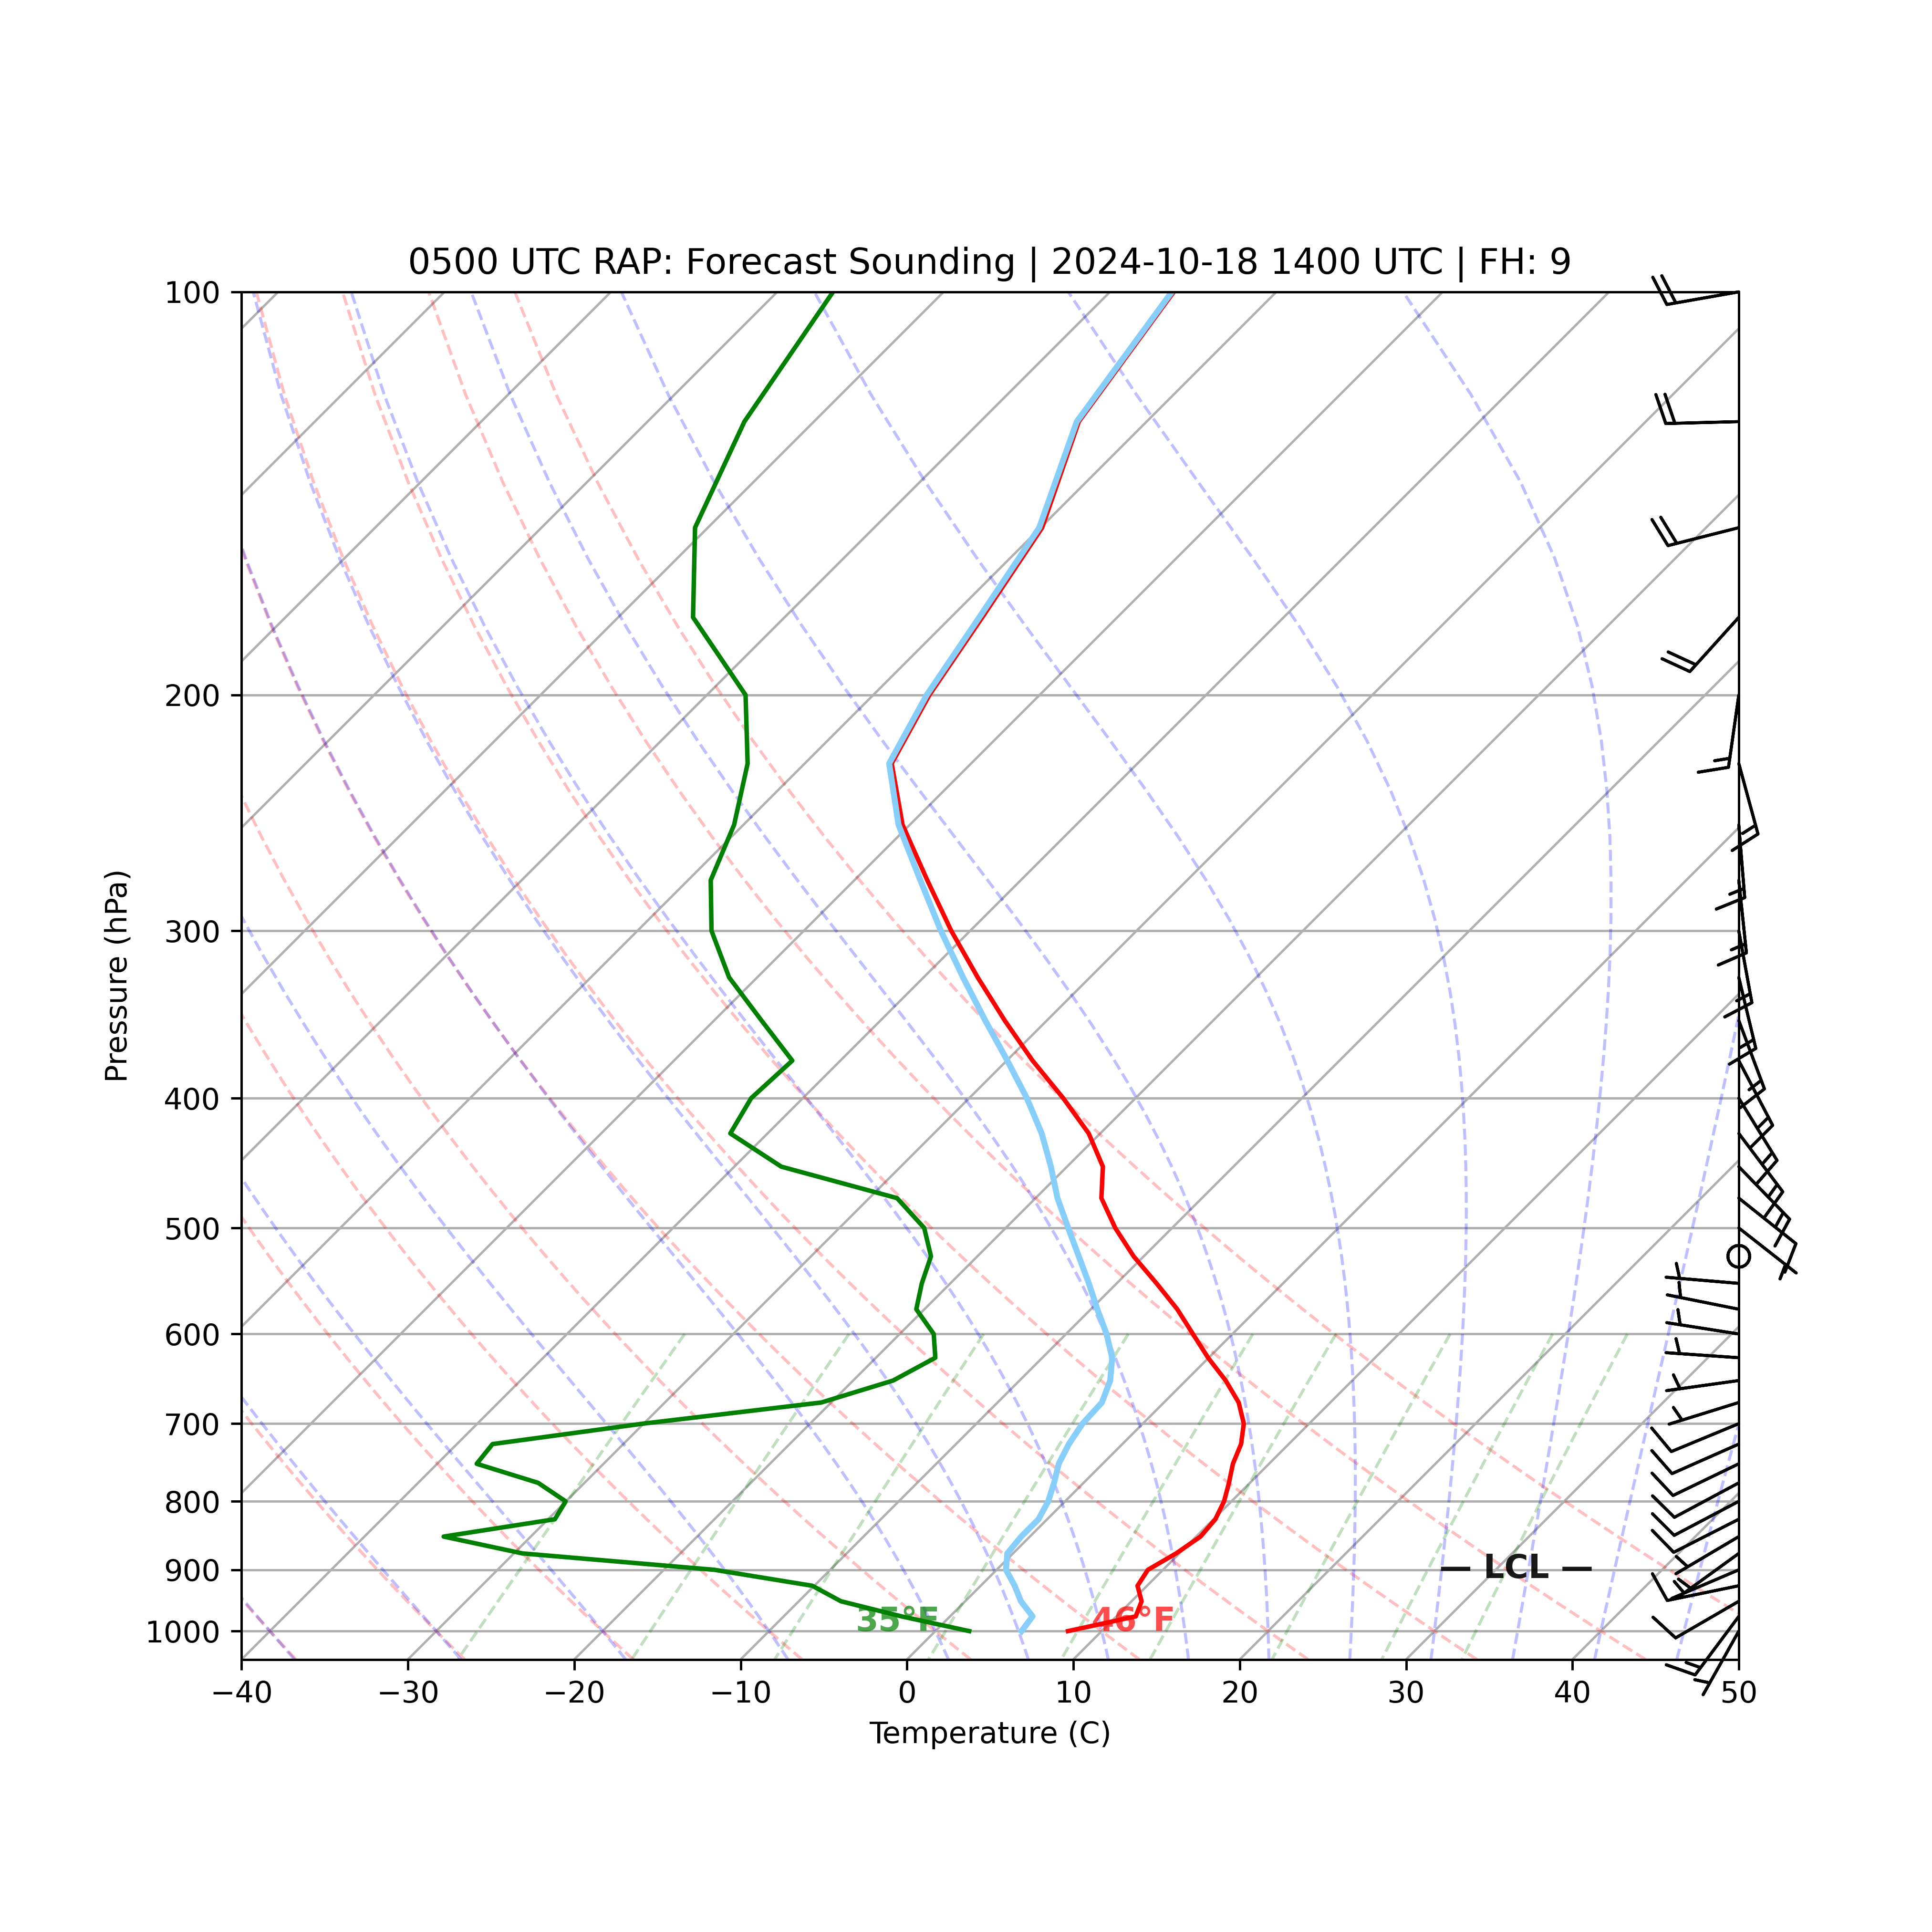 0500 UTC RAP: Forecast Sounding | 2024-10-18 1400 UTC | FH: 9
100
200
300
400
500
600
700
800
900
1000
Pressure (hPa)
— LCL —
35°F
46°F
−40 −30 −20 −10 0 10 20 30 40 50
Temperature (C)